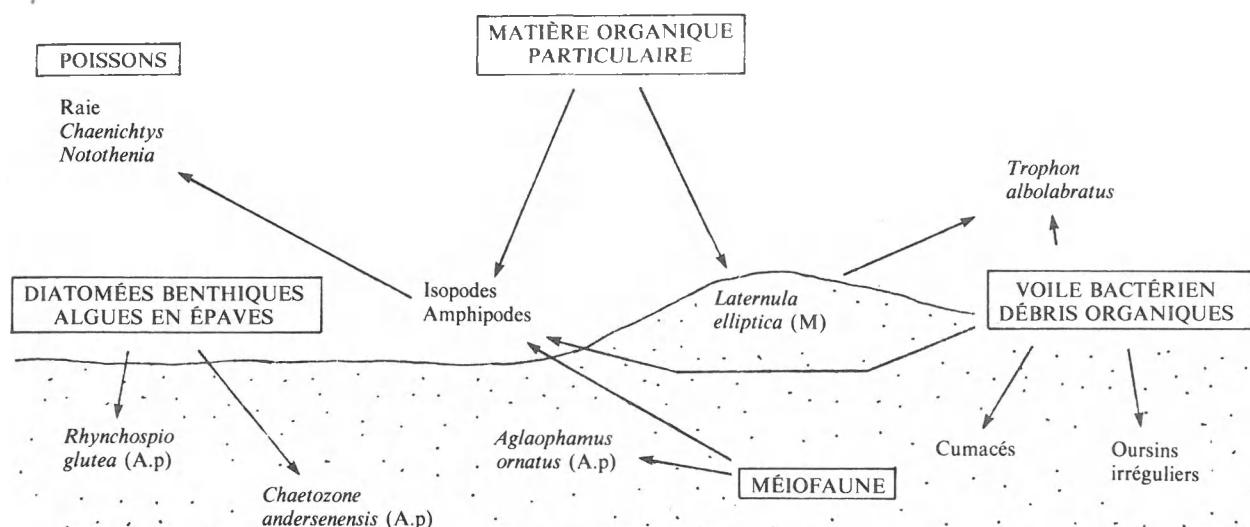 MATIÈRE ORGANIQUE
PARTICULAIRE
POISSONS
Raie
Chaenichtys
Notothenia
Trophon
albolabratus
DIATOMÉES BENTHIQUES
ALGUES EN ÉPAVES
Isopodes
Amphipodes
Laternula
elliptica (M)
VOILE BACTÉRIEN
DÉBRIS ORGANIQUES
Rhynchospio
glutea (A.p)
Aglaophamus
ornatus (A.p)
Cumacés
Oursins
irréguliers
MÉIOFAUNE
Chaetozone
andersenensis (A.p)